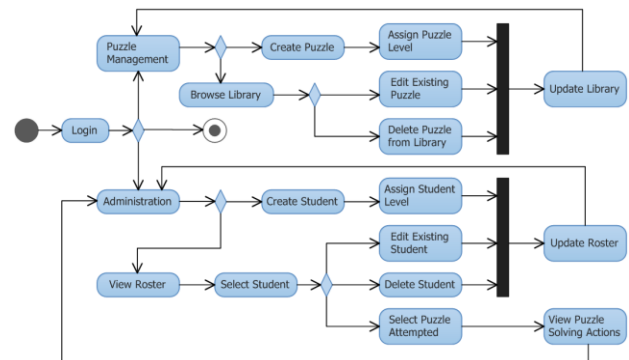 Puzzle
Management
Create Puzzle
Assign Puzzle
Level
Browse Library
Edit Existing
Puzzle
Update Library
Delete Puzzle
from Library
Login
Administration
Create Student
Assign Student
Level
Edit Existing
Student
Update Roster
View Roster
Select Student
Delete Student
Select Puzzle
Attempted
View Puzzle
Solving Actions